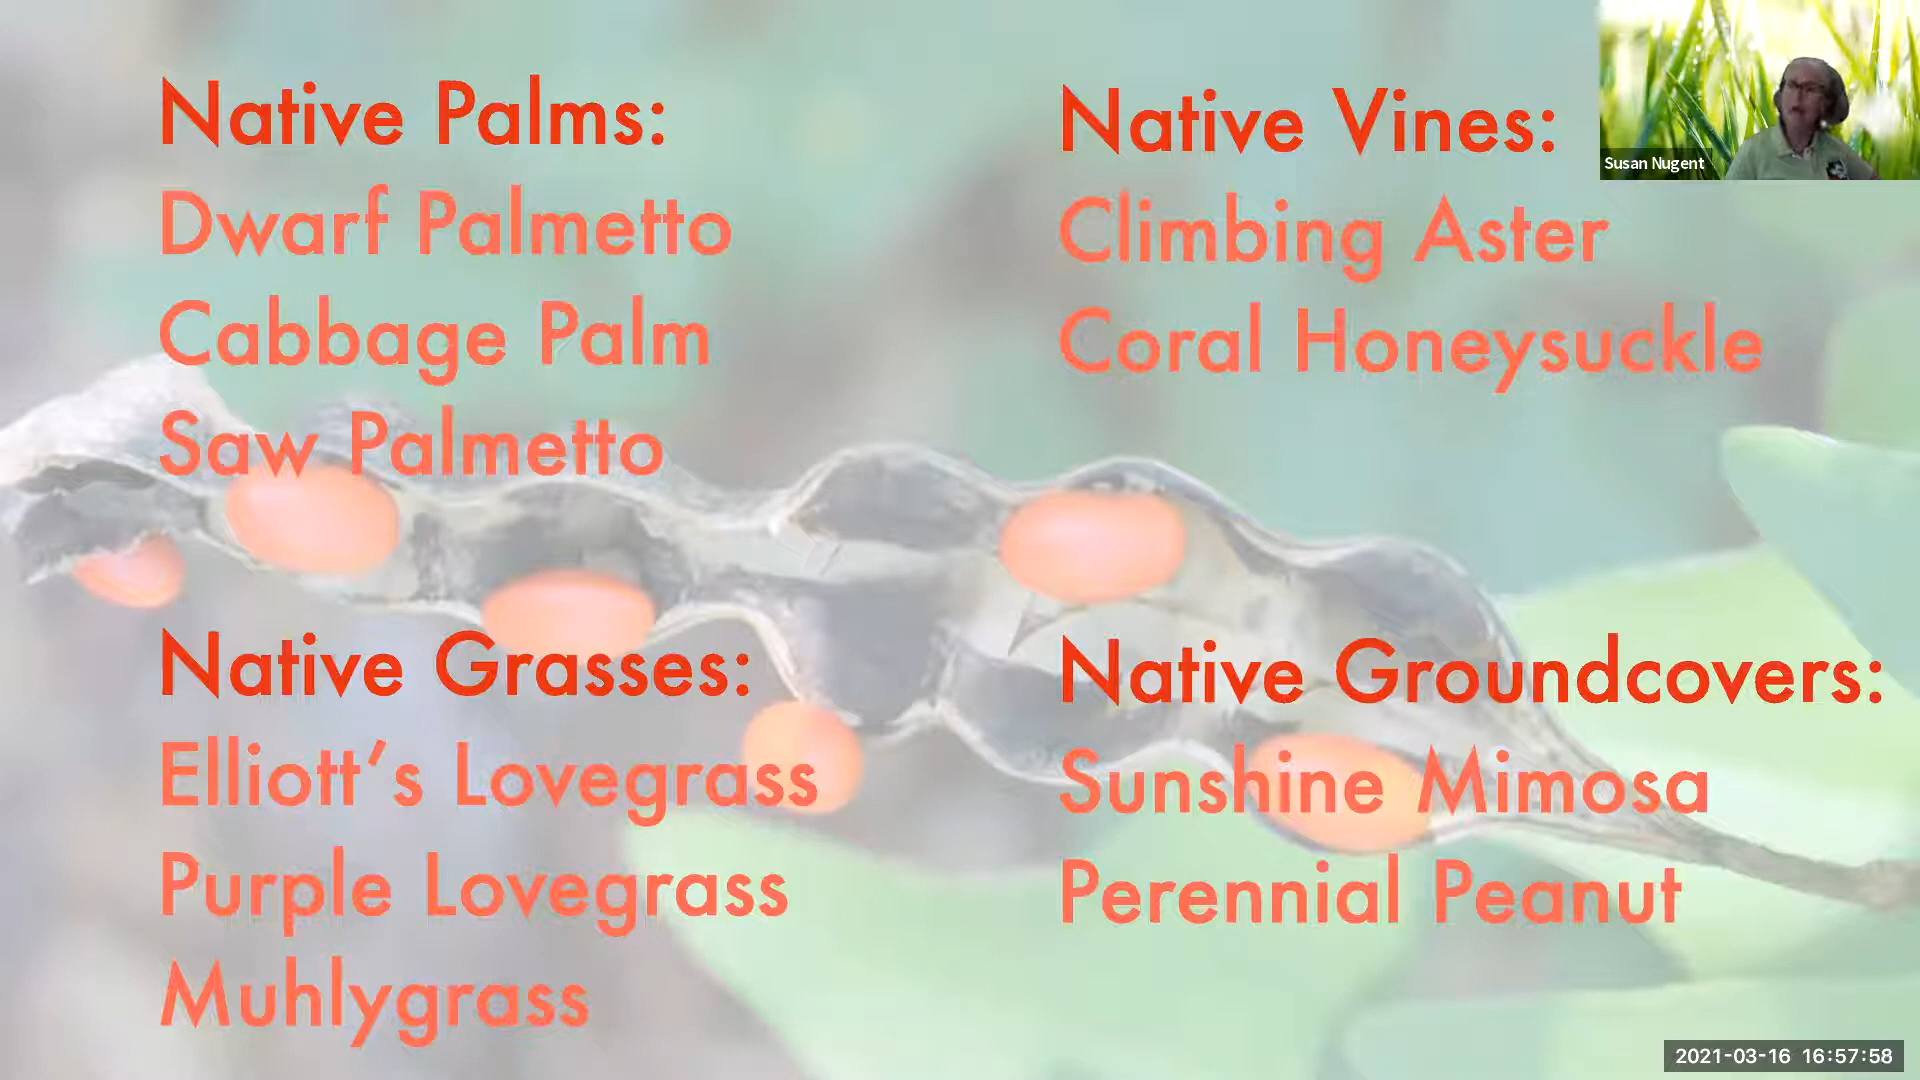 Native Palms:
Dwarf Palmetto
Cabbage Palm
Saw Palmetto
Native Vines:
Climbing Aster
Coral Honeysuckle
Susan Nugent
Native Grasses:
Elliott’s Lovegrass
Purple Lovegrass
Muhlygrass
Native Groundcovers:
Sunshine Mimosa
Perennial Peanut
2021-03-16 16:57:58